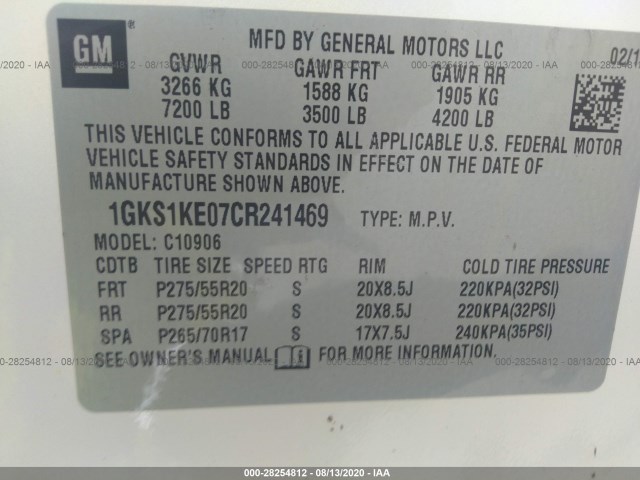 GM
MFD BY GENERAL MOTORS LLC
02/1
GVWR GAWR FRT GAWR RR
3266 KG 1588 KG 1905 KG
7200 LB 3500 LB 4200 LB
THIS VEHICLE CONFORMS TO ALL APPLICABLE U.S. FEDERAL MOTOR
VEHICLE SAFETY STANDARDS IN EFFECT ON THE DATE OF
MANUFACTURE SHOWN ABOVE.
1GKS1KE07CR241469 TYPE: M.P.V.
MODEL: C10906
CDTB TIRE SIZE SPEED RTG RIM COLD TIRE PRESSURE
FRT P275/55R20 S 20X8.5J 220KPA(32PSI)
RR P275/55R20 S 20X8.5J 220KPA(32PSI)
SPA P265/70R17 S 17X7.5J 240KPA(35PSI)
SEE OWNER'S MANUAL FOR MORE INFORMATION.
000-28254812 - 08/13/2020 - IAA